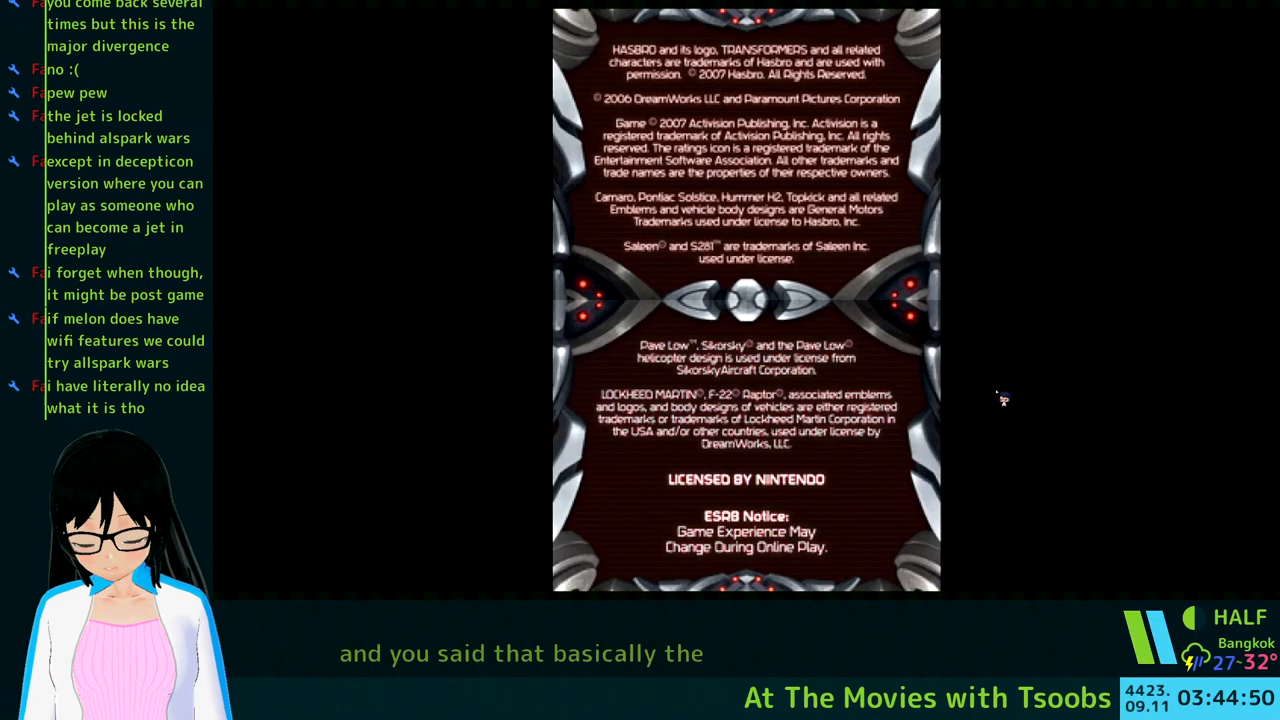 you come back several
times but this is the
major divergence
Fa no :(
Fa pew pew
Fa the jet is locked
behind alspark wars
Fa except in decepticon
version where you can
play as someone who
can become a jet in
freeplay
Fa i forget when though,
it might be post game
Fa if melon does have
wifi features we could
try allspark wars
Fa i have literally no idea
what it is tho
HASBRO and its logo, TRANSFORMERS and all related
characters are trademarks of Hasbro and are used with
permission. © 2007 Hasbro. All Rights Reserved.
© 2006 DreamWorks LLC and Paramount Pictures Corporation
Game © 2007 Activision Publishing, Inc. Activision is a
registered trademark of Activision Publishing, Inc. All rights
reserved. The ratings icon is a registered trademark of the
Entertainment Software Association. All other trademarks and
trade names are the properties of their respective owners.
Camaro, Pontiac Solstice, Hummer H2, Topkick and all related
Emblems and vehicle body designs are General Motors
Trademarks used under license to Hasbro, Inc.
Saleen© and S281™ are trademarks of Saleen Inc.
used under license.
Pave Low™, Sikorsky© and the Pave Low©
helicopter design is used under license from
Sikorsky Aircraft Corporation.
LOCKHEED MARTIN©, F-22© Raptor©, associated emblems
and logos, and body designs of vehicles are either registered
trademarks or trademarks of Lockheed Martin Corporation in
the USA and/or other countries, used under license by
DreamWorks, LLC.
LICENSED BY NINTENDO
ESRB Notice:
Game Experience May
Change During Online Play.
and you said that basically the
At The Movies with Tsoobs
HALF
Bangkok
27~32°
4423.
09.11
03:44:50